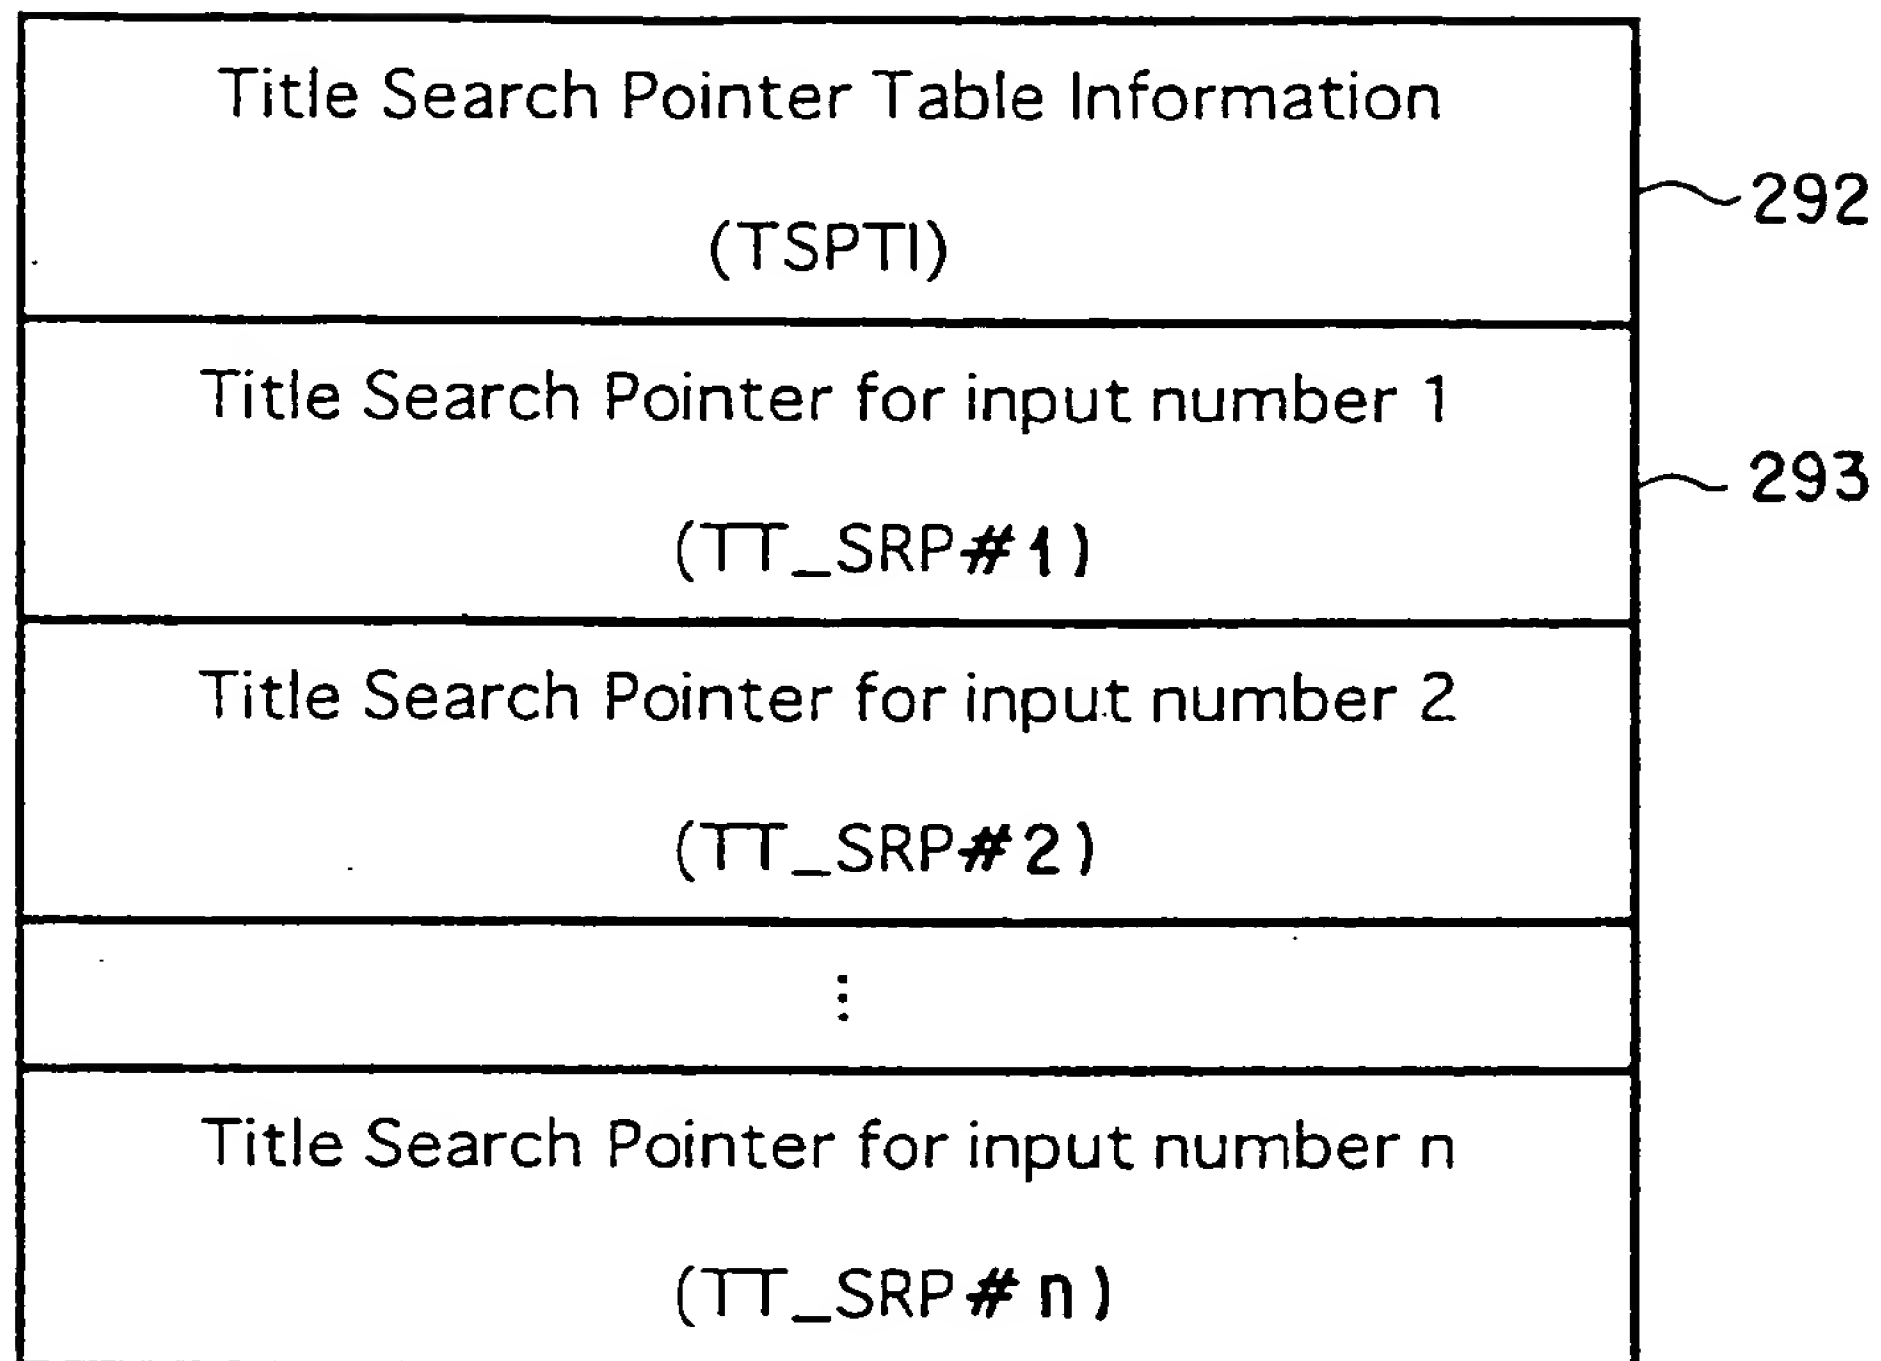 Title Search Pointer Table Information
(TSPTI)
292
Title Search Pointer for input number 1
293
(TT_SRP#1)
Title Search Pointer for input number 2
(TT_SRP#2)
⋮
Title Search Pointer for input number n
(TT_SRP#n)